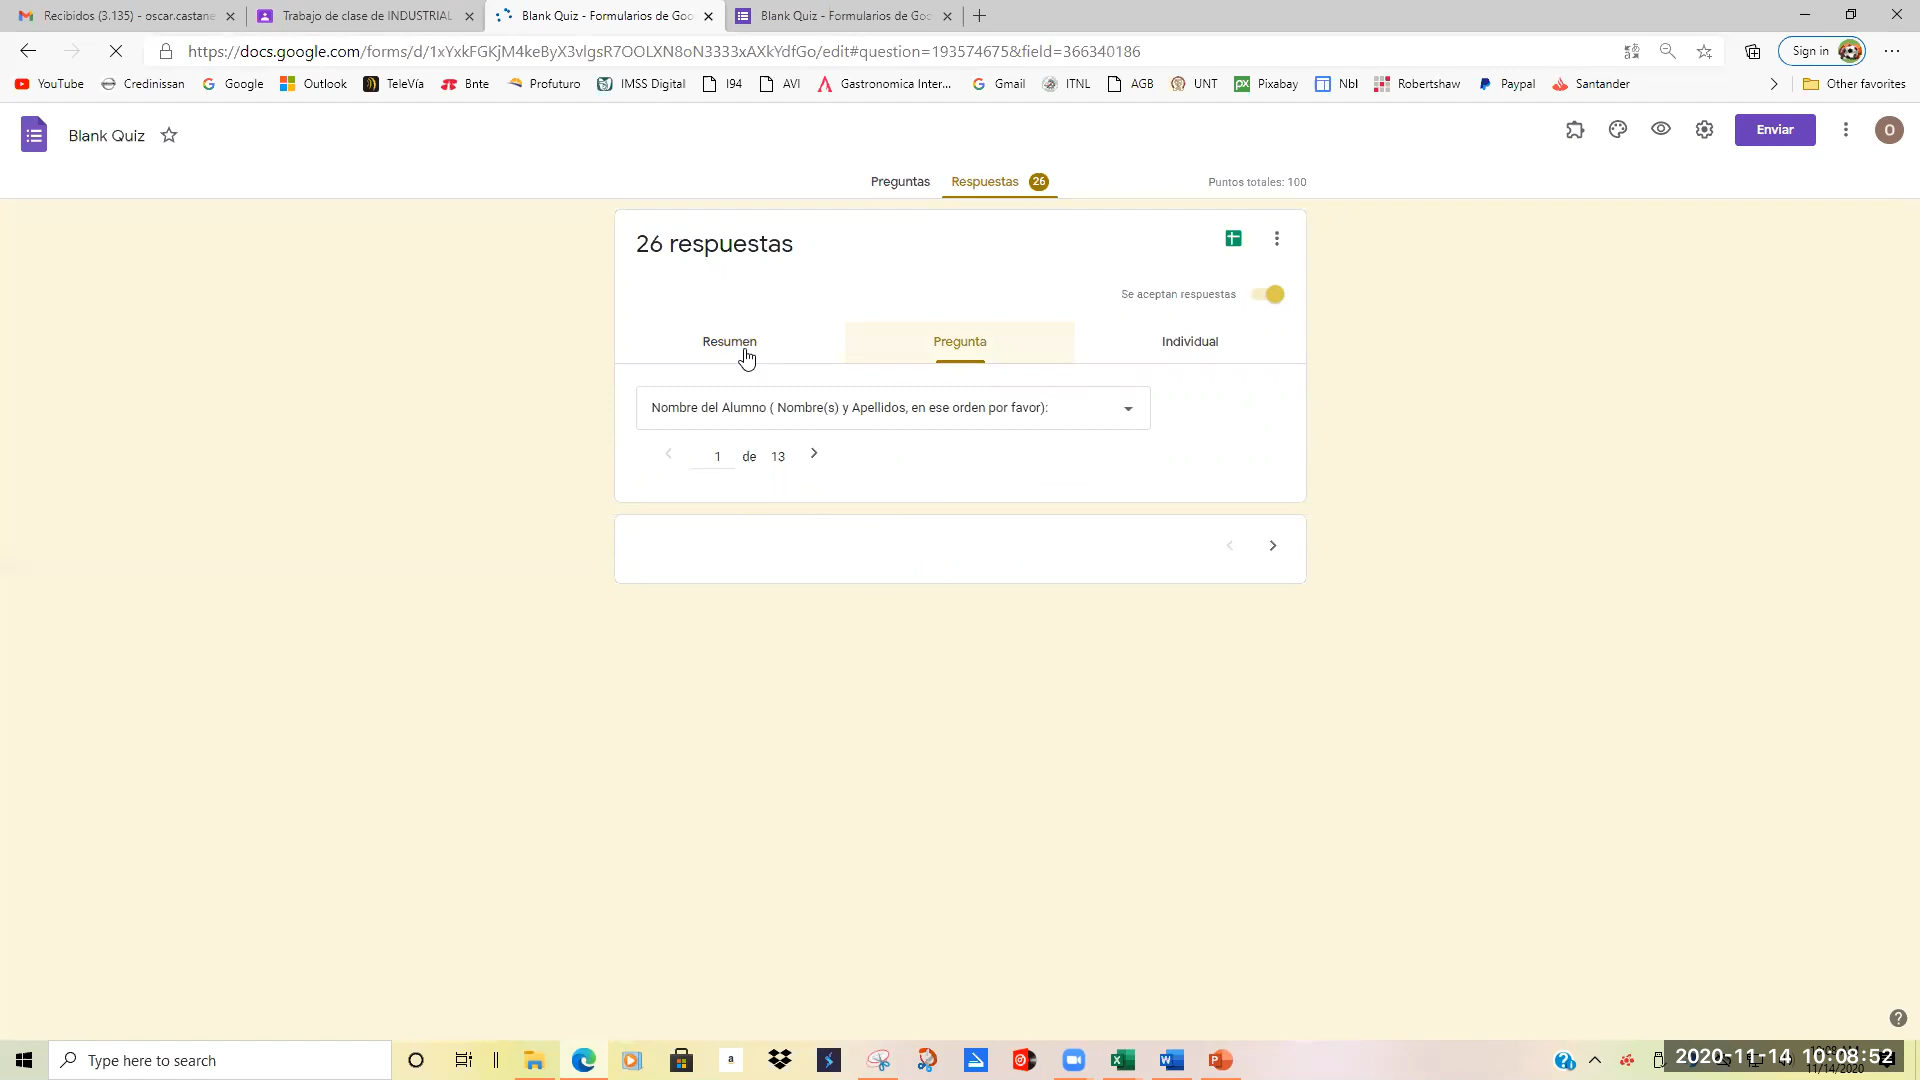 Recibidos (3.135) - oscar.castane
Trabajo de clase de INDUSTRIAL
Blank Quiz - Formularios de Goo
Blank Quiz - Formularios de Goo
https://docs.google.com/forms/d/1xYxkFGKjM4keByX3vlgsR7OOLXN8oN3333xAXkYdfGo/edit#question=193574675&field=366340186
Sign in
YouTube
Credinissan
Google
Outlook
TeleVía
Bnte
Profuturo
IMSS Digital
I94
AVI
Gastronomica Inter...
Gmail
ITNL
AGB
UNT
Pixabay
Nbl
Robertshaw
Paypal
Santander
Other favorites
Blank Quiz
Enviar
O
Preguntas
Respuestas 26
Puntos totales: 100
26 respuestas
Se aceptan respuestas
Resumen
Pregunta
Individual
Nombre del Alumno ( Nombre(s) y Apellidos, en ese orden por favor):
1 de 13
Type here to search
2020-11-14 10:08:52
11/14/2020